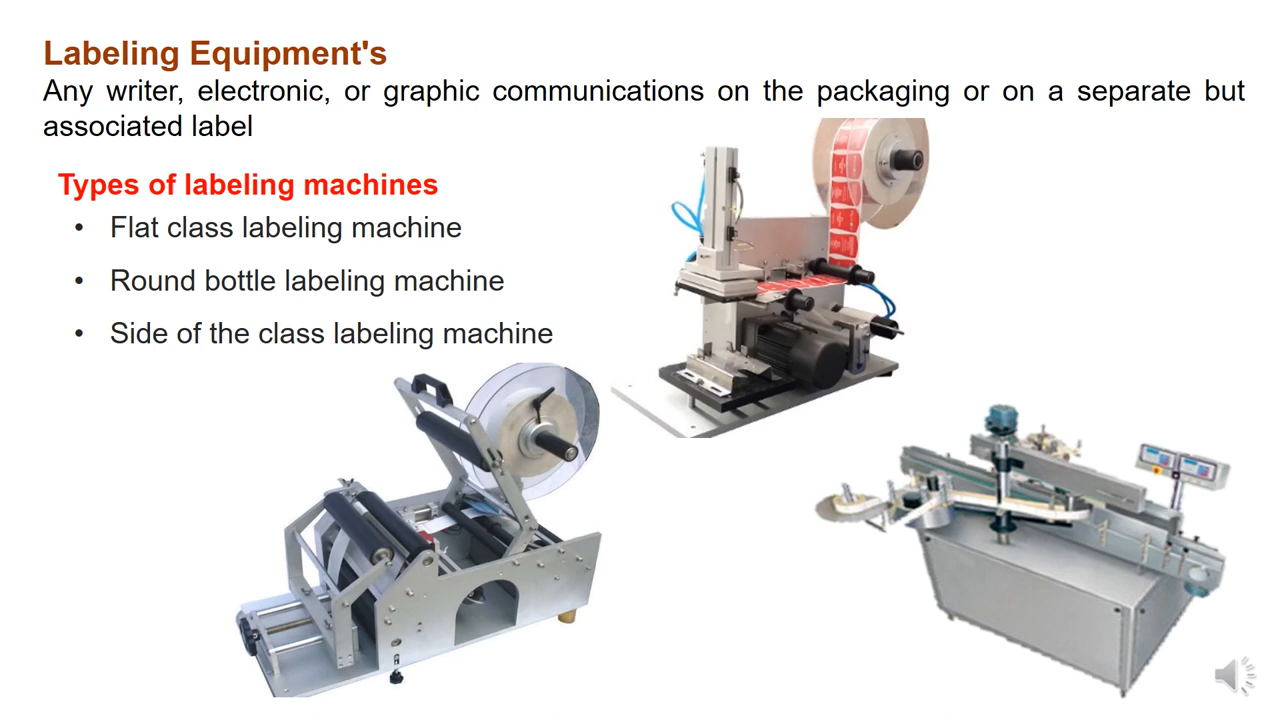 Labeling Equipment's
Any writer, electronic, or graphic communications on the packaging or on a separate but
associated label
Types of labeling machines
• Flat class labeling machine
• Round bottle labeling machine
• Side of the class labeling machine